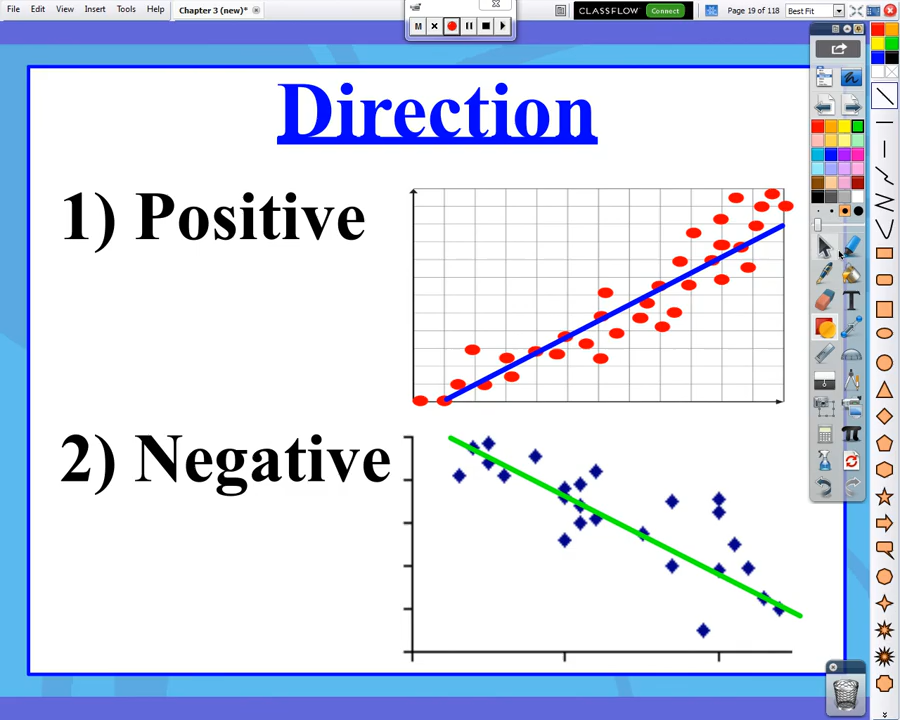 File Edit View Insert Tools Help Chapter 3 (new)* CLASSFLOW Connect Page 19 of 118 Best Fit
Direction
1) Positive
2) Negative